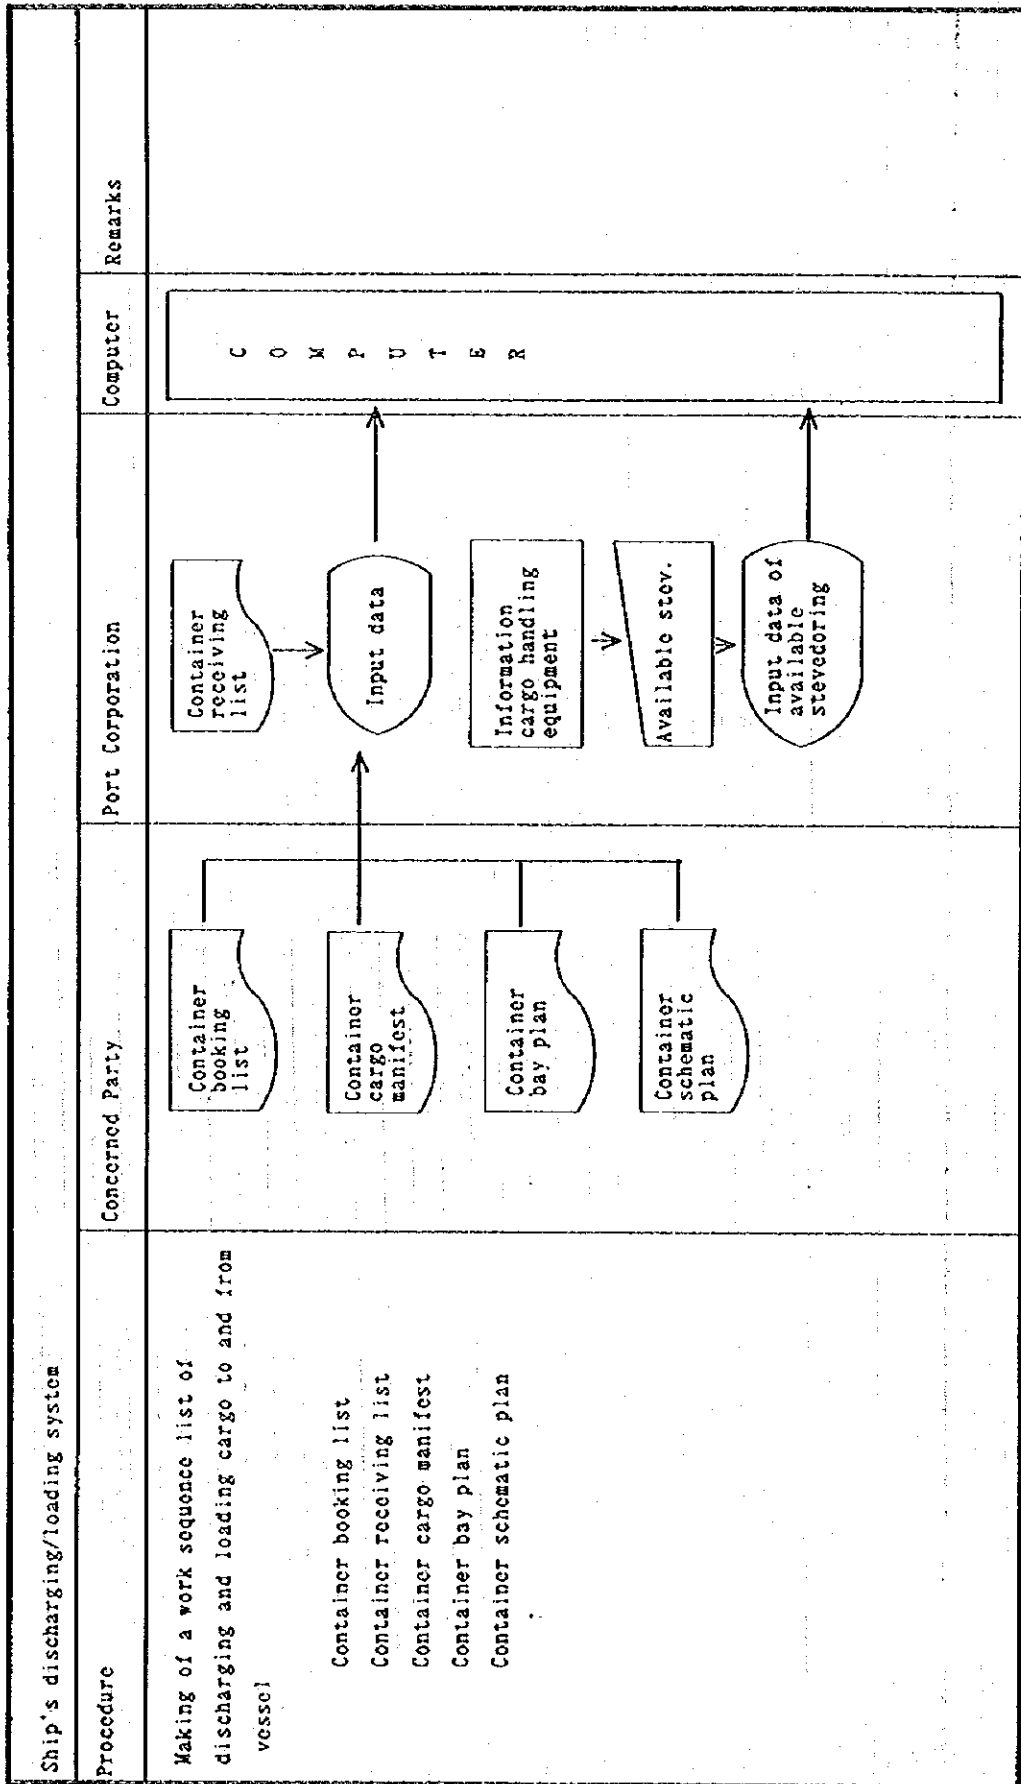 Ship's discharging/loading system
Procedure
Concerned Party
Port Corporation
Computer
Remarks
Making of a work sequence list of
discharging and loading cargo to and from
vessel
Container booking list
Container receiving list
Container cargo manifest
Container bay plan
Container schematic plan
Container
booking
list
Container
cargo
manifest
Container
bay plan
Container
schematic
plan
Container
receiving
list
Input data
Information
cargo handling
equipment
Available stev.
Input data of
available
stevedoring
C O M P U T E R